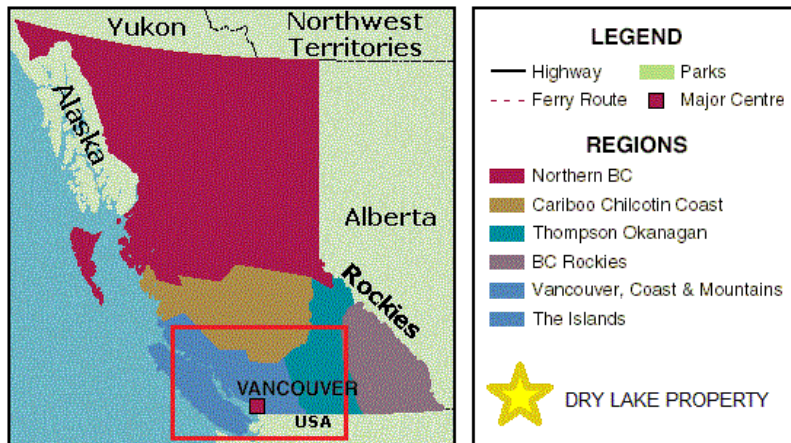 Yukon
Northwest
Territories
Alaska
Alberta
Rockies
VANCOUVER
USA
LEGEND
Highway
Parks
Ferry Route
Major Centre
REGIONS
Northern BC
Cariboo Chilcotin Coast
Thompson Okanagan
BC Rockies
Vancouver, Coast & Mountains
The Islands
DRY LAKE PROPERTY